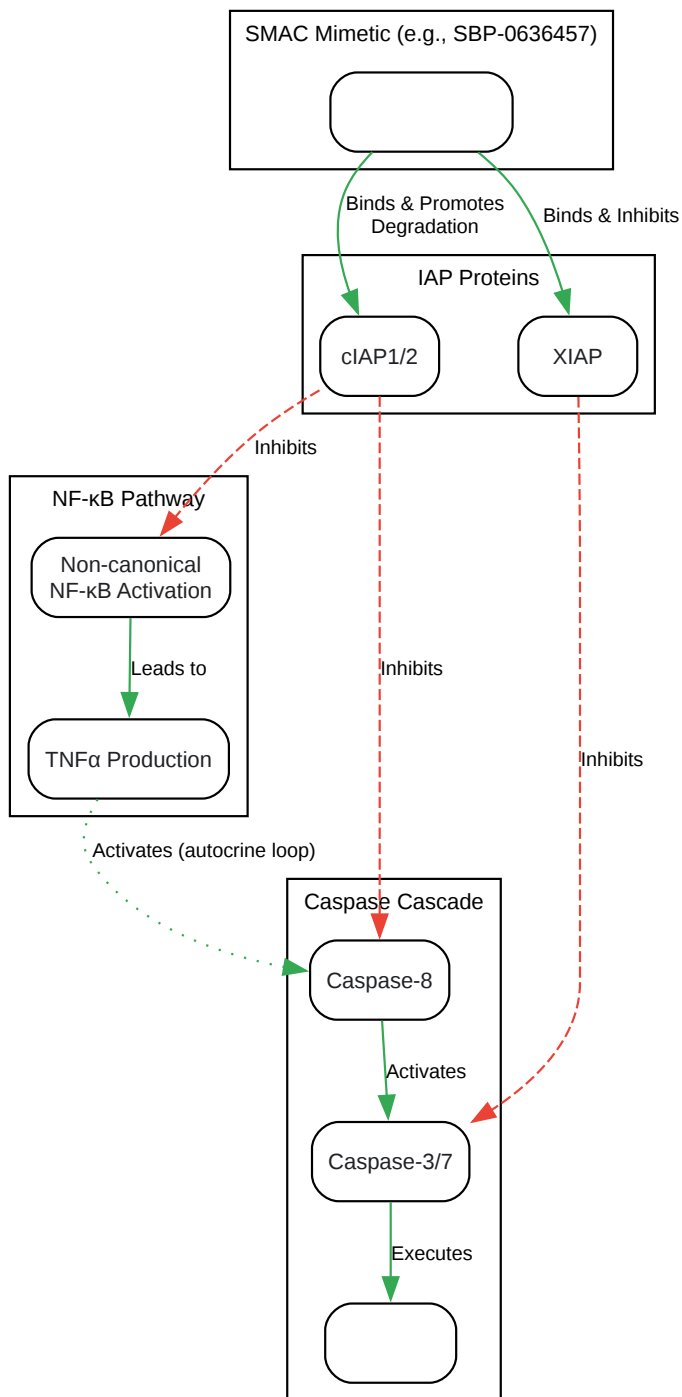 SMAC Mimetic (e.g., SBP-0636457)
Binds & Promotes
Degradation
Binds & Inhibits
IAP Proteins
cIAP1/2
XIAP
Inhibits
NF-κB Pathway
Non-canonical
NF-κB Activation
Leads to
Inhibits
TNFα Production
Inhibits
Activates (autocrine loop)
Caspase Cascade
Caspase-8
Activates
Caspase-3/7
Executes